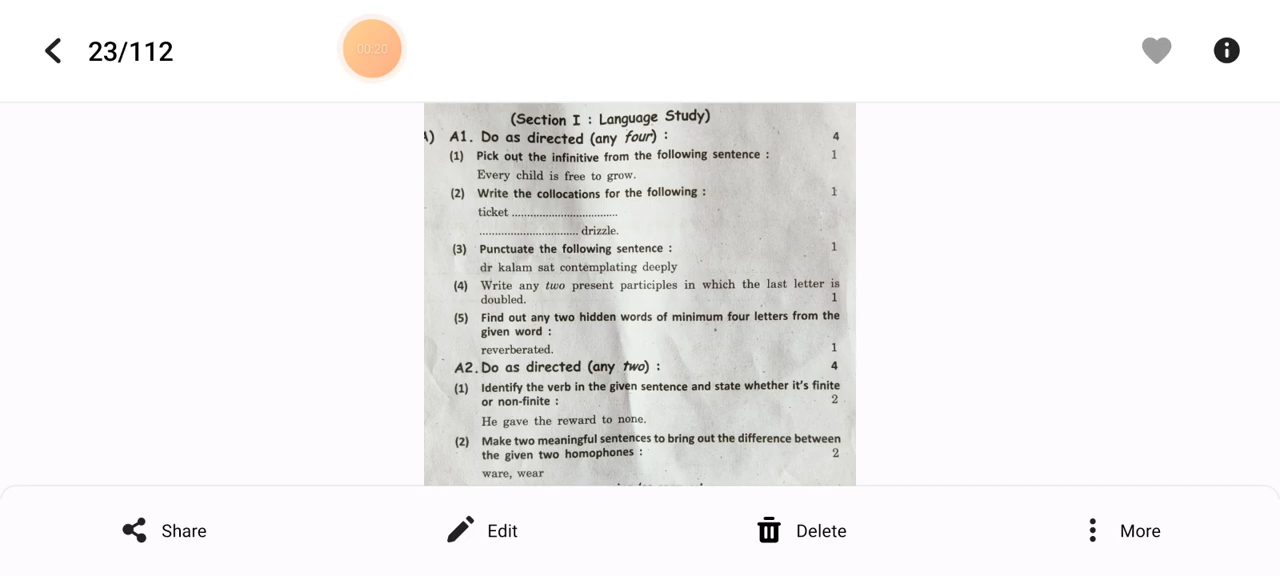 23/112
00:20
(Section I : Language Study)
A) A1. Do as directed (any four) : 4
(1) Pick out the infinitive from the following sentence : 1
Every child is free to grow.
(2) Write the collocations for the following : 1
ticket ..................................
................................ drizzle.
(3) Punctuate the following sentence : 1
dr kalam sat contemplating deeply
(4) Write any two present participles in which the last letter is
doubled. 1
(5) Find out any two hidden words of minimum four letters from the
given word :
reverberated. 1
A2. Do as directed (any two) : 4
(1) Identify the verb in the given sentence and state whether it's finite
or non-finite : 2
He gave the reward to none.
(2) Make two meaningful sentences to bring out the difference between
the given two homophones : 2
ware, wear
Share Edit Delete More